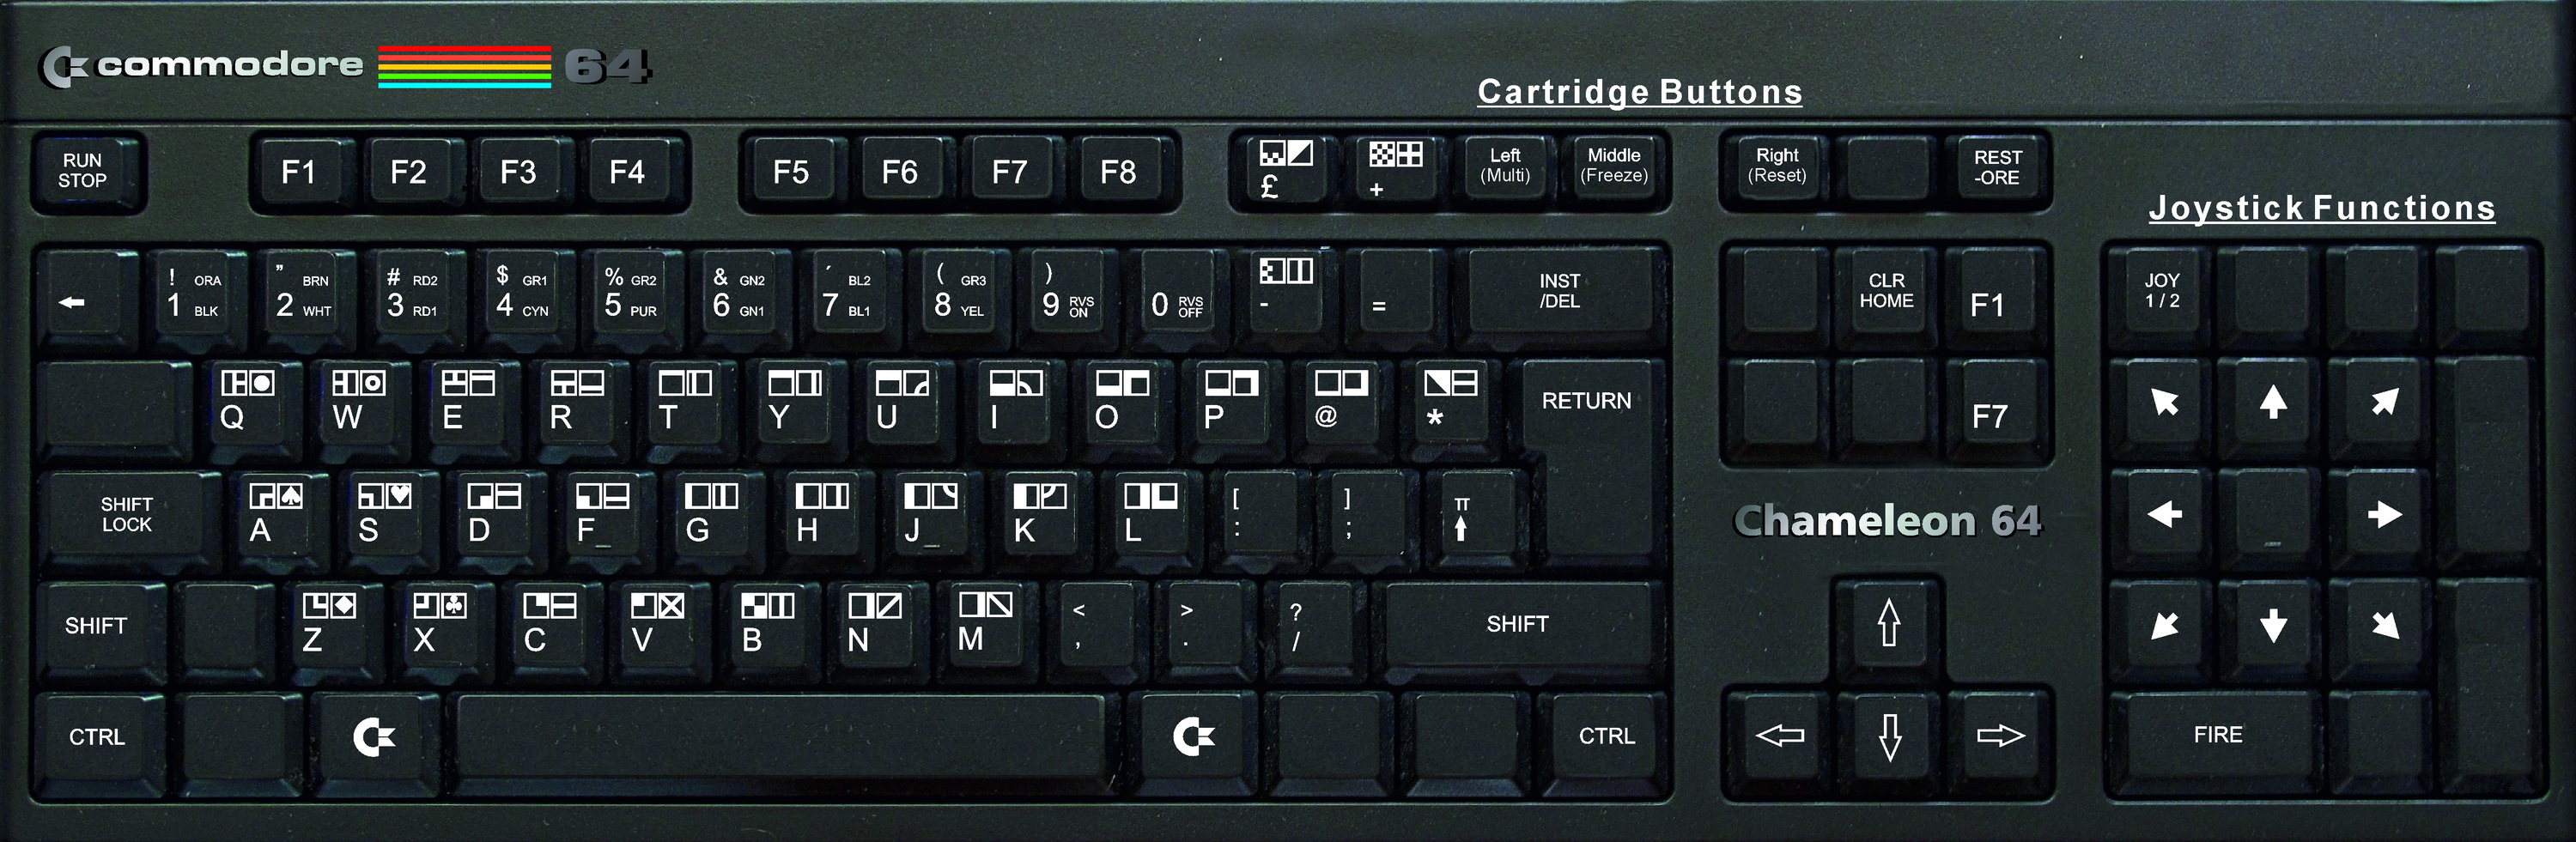 commodore 64
Cartridge Buttons
RUN STOP
F1 F2 F3 F4 F5 F6 F7 F8
£
+
Left (Multi)
Middle (Freeze)
Right (Reset)
REST -ORE
Joystick Functions
←
! ORA 1 BLK
" BRN 2 WHT
# RD2 3 RD1
$ GR1 4 CYN
% GR2 5 PUR
& GN2 6 GN1
´ BL2 7 BL1
( GR3 8 YEL
) 9 RVS ON
0 RVS OFF
-
=
INST /DEL
CLR HOME
F1
JOY 1 / 2
Q W E R T Y U I O P @ *
RETURN
F7
SHIFT LOCK
A S D F_ G H J_ K L
[ :
] ;
π ↑
Chameleon 64
SHIFT
Z X C V B N M
< ,
> .
? /
SHIFT
CTRL
CTRL
FIRE